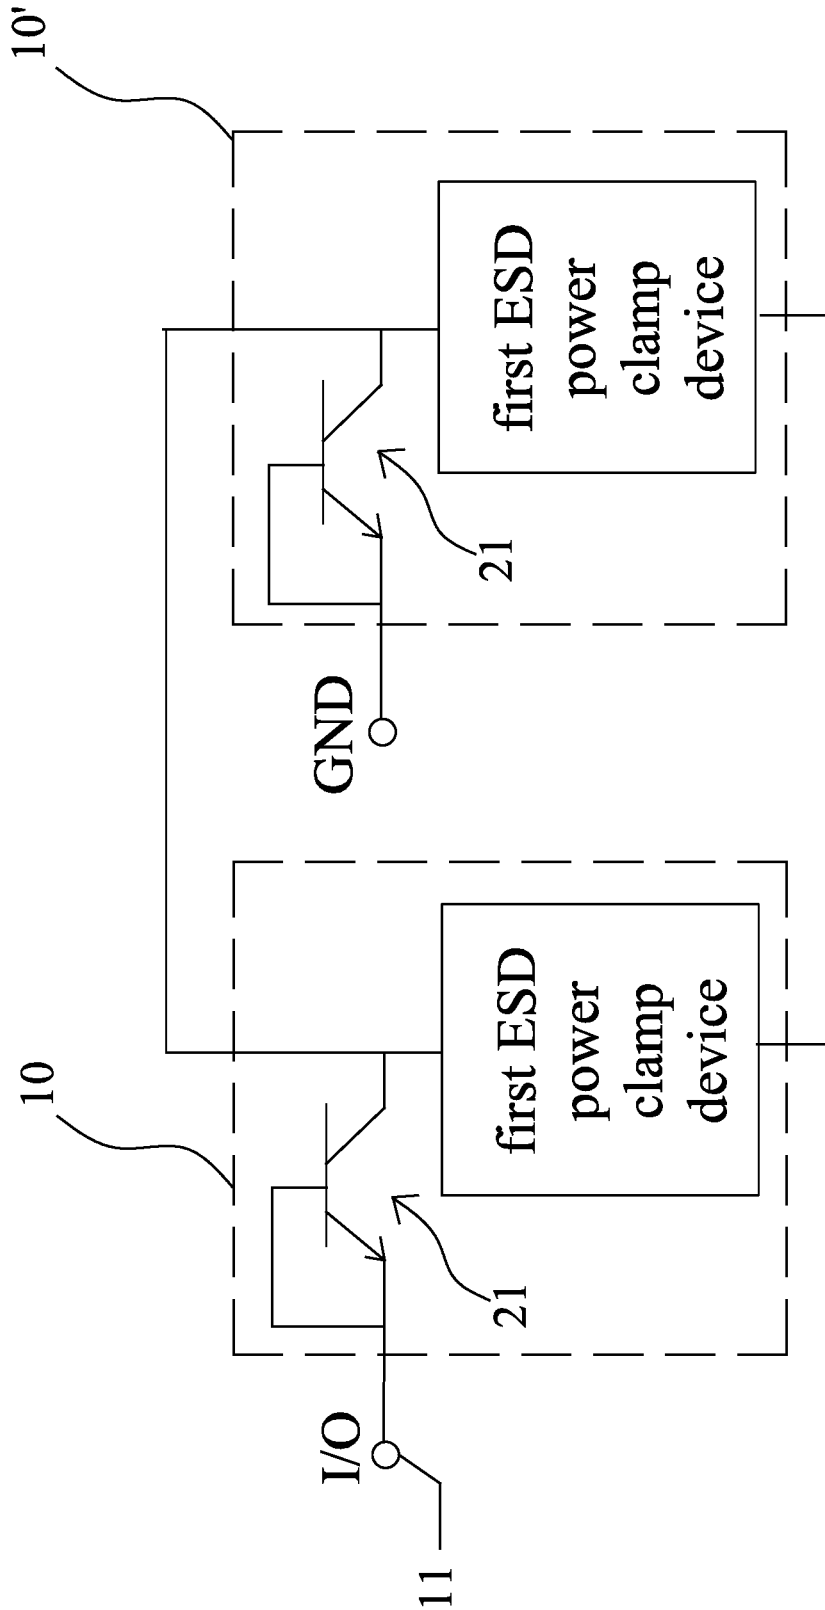 10
10'
I/O
11
21
first ESD
power
clamp
device
GND
21
first ESD
power
clamp
device